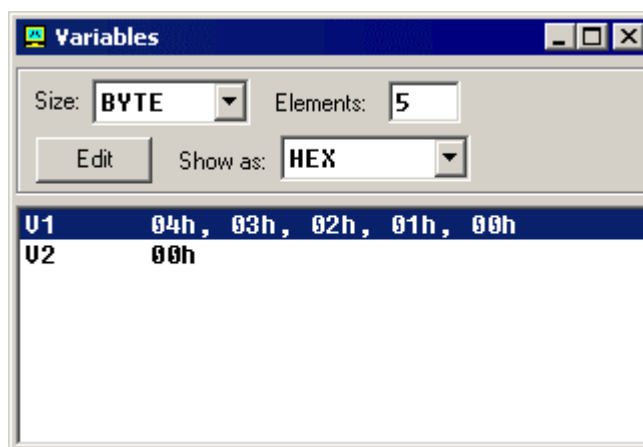 Variables
Size: BYTE Elements: 5
Edit Show as: HEX
V1 04h, 03h, 02h, 01h, 00h
V2 00h